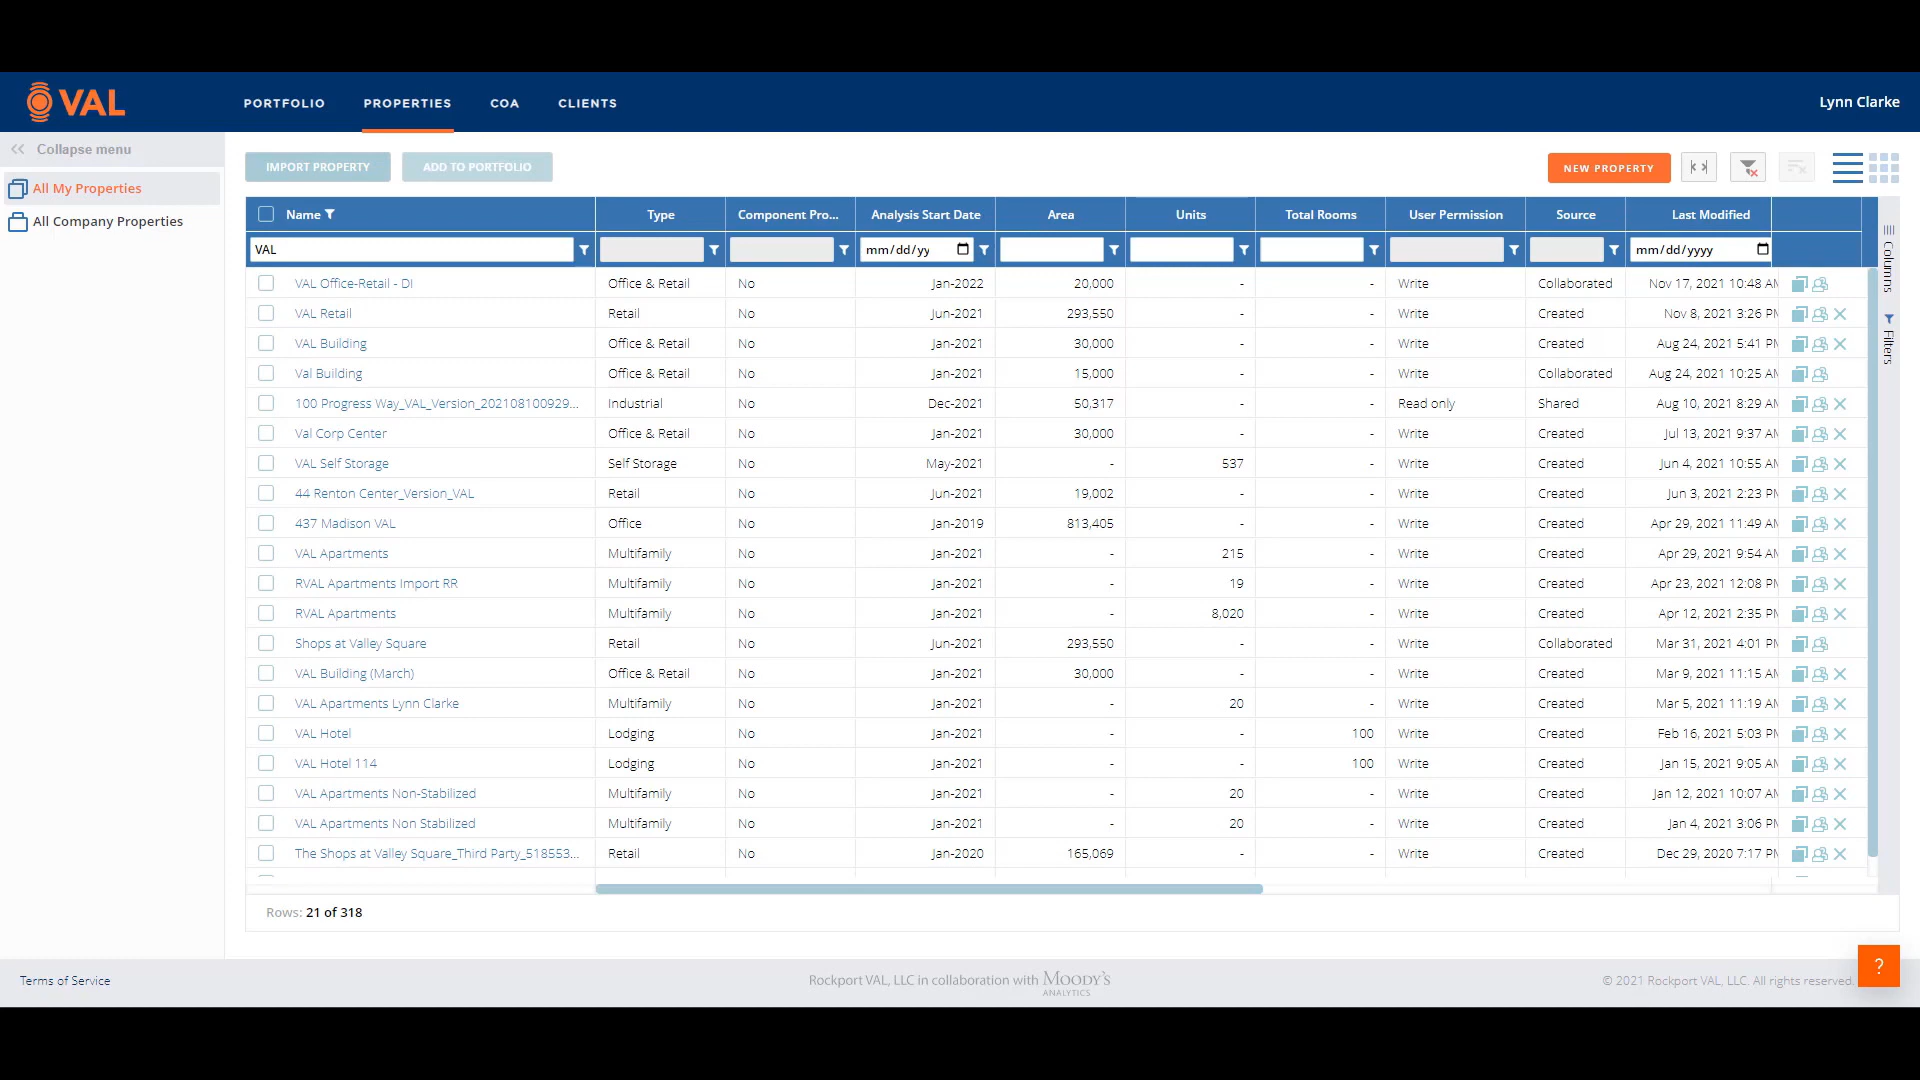 VAL
PORTFOLIO PROPERTIES COA CLIENTS
Lynn Clarke
Collapse menu
All My Properties
All Company Properties
IMPORT PROPERTY ADD TO PORTFOLIO
NEW PROPERTY
Name Type Component Pro... Analysis Start Date Area Units Total Rooms User Permission Source Last Modified
VAL mm/dd/yy mm/dd/yyyy
VAL Office-Retail - DI Office & Retail No Jan-2022 20,000 - - Write Collaborated Nov 17, 2021 10:48 AM
VAL Retail Retail No Jun-2021 293,550 - - Write Created Nov 8, 2021 3:26 PM
VAL Building Office & Retail No Jan-2021 30,000 - - Write Created Aug 24, 2021 5:41 PM
Val Building Office & Retail No Jan-2021 15,000 - - Write Collaborated Aug 24, 2021 10:25 AM
100 Progress Way_VAL_Version_202108100929... Industrial No Dec-2021 50,317 - - Read only Shared Aug 10, 2021 8:29 AM
Val Corp Center Office & Retail No Jan-2021 30,000 - - Write Created Jul 13, 2021 9:37 AM
VAL Self Storage Self Storage No May-2021 - 537 - Write Created Jun 4, 2021 10:55 AM
44 Renton Center_Version_VAL Retail No Jun-2021 19,002 - - Write Created Jun 3, 2021 2:23 PM
437 Madison VAL Office No Jan-2019 813,405 - - Write Created Apr 29, 2021 11:49 AM
VAL Apartments Multifamily No Jan-2021 - 215 - Write Created Apr 29, 2021 9:54 AM
RVAL Apartments Import RR Multifamily No Jan-2021 - 19 - Write Created Apr 23, 2021 12:08 PM
RVAL Apartments Multifamily No Jan-2021 - 8,020 - Write Created Apr 12, 2021 2:35 PM
Shops at Valley Square Retail No Jun-2021 293,550 - - Write Collaborated Mar 31, 2021 4:01 PM
VAL Building (March) Office & Retail No Jan-2021 30,000 - - Write Created Mar 9, 2021 11:15 AM
VAL Apartments Lynn Clarke Multifamily No Jan-2021 - 20 - Write Created Mar 5, 2021 11:19 AM
VAL Hotel Lodging No Jan-2021 - - 100 Write Created Feb 16, 2021 5:03 PM
VAL Hotel 114 Lodging No Jan-2021 - - 100 Write Created Jan 15, 2021 9:05 AM
VAL Apartments Non-Stabilized Multifamily No Jan-2021 - 20 - Write Created Jan 12, 2021 10:07 AM
VAL Apartments Non Stabilized Multifamily No Jan-2021 - 20 - Write Created Jan 4, 2021 3:06 PM
The Shops at Valley Square_Third Party_518553... Retail No Jan-2020 165,069 - - Write Created Dec 29, 2020 7:17 PM
Columns
Filters
Rows: 21 of 318
Terms of Service
Rockport VAL, LLC in collaboration with MOODY'S
ANALYTICS
© 2021 Rockport VAL, LLC. All rights reserved.
?